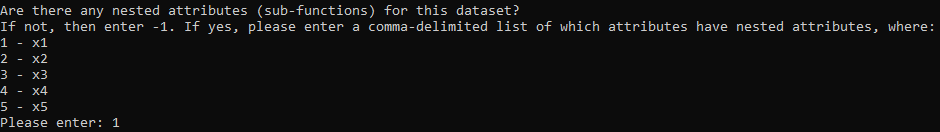 Are there any nested attributes (sub-functions) for this dataset?
If not, then enter -1. If yes, please enter a comma-delimited list of which attributes have nested attributes, where:
1 - x1
2 - x2
3 - x3
4 - x4
5 - x5
Please enter: 1